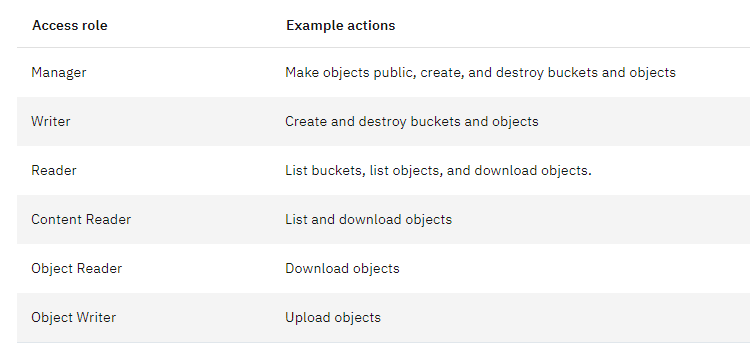 Access role Example actions
Manager Make objects public, create, and destroy buckets and objects
Writer Create and destroy buckets and objects
Reader List buckets, list objects, and download objects.
Content Reader List and download objects
Object Reader Download objects
Object Writer Upload objects